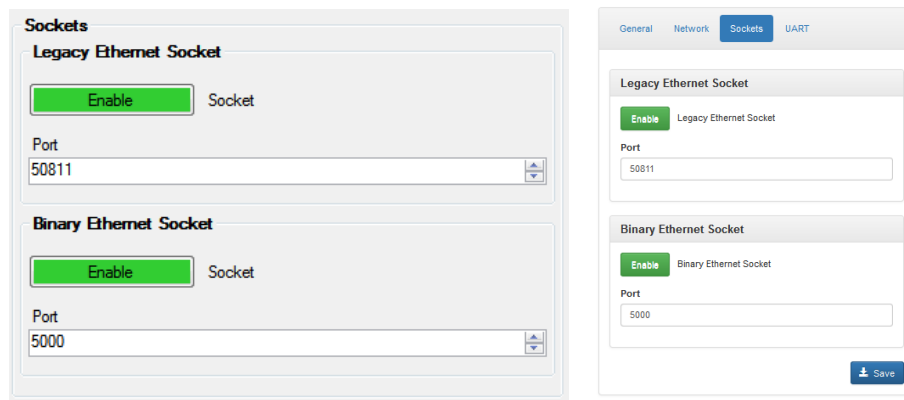 Sockets
Legacy Ethernet Socket
Enable Socket
Port
50811
Binary Ethernet Socket
Enable Socket
Port
5000
General Network Sockets UART
Legacy Ethernet Socket
Enable Legacy Ethernet Socket
Port
50811
Binary Ethernet Socket
Enable Binary Ethernet Socket
Port
5000
Save